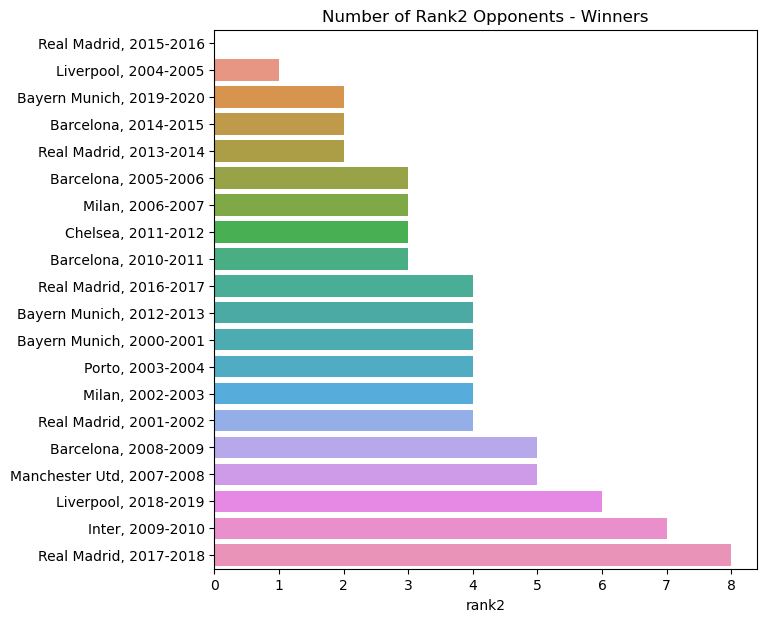 Number of Rank2 Opponents - Winners
Real Madrid, 2015-2016
Liverpool, 2004-2005
Bayern Munich, 2019-2020
Barcelona, 2014-2015
Real Madrid, 2013-2014
Barcelona, 2005-2006
Milan, 2006-2007
Chelsea, 2011-2012
Barcelona, 2010-2011
Real Madrid, 2016-2017
Bayern Munich, 2012-2013
Bayern Munich, 2000-2001
Porto, 2003-2004
Milan, 2002-2003
Real Madrid, 2001-2002
Barcelona, 2008-2009
Manchester Utd, 2007-2008
Liverpool, 2018-2019
Inter, 2009-2010
Real Madrid, 2017-2018
0 1 2 3 4 5 6 7 8
rank2